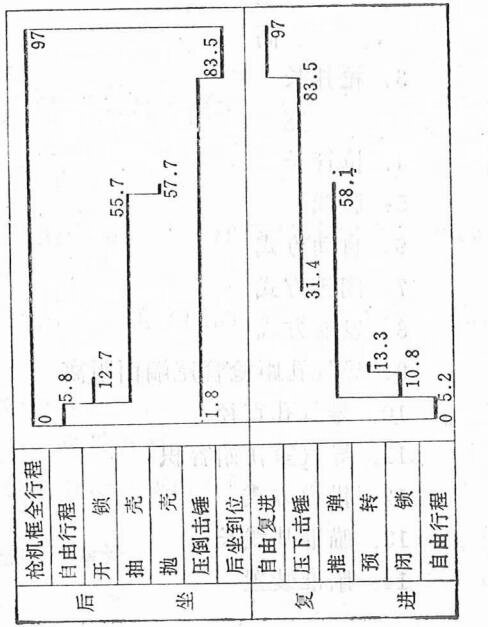 后坐
枪机框全行程 0 97
自由行程 5.8
开锁 12.7
抽壳 55.7
抛壳 57.7
压倒击锤 1.8 83.5
后坐到位
复进
自由复进 97
压下击锤 31.4 83.5
推弹 58.1
预转 13.3
闭锁 10.8
自由行程 0 5.2